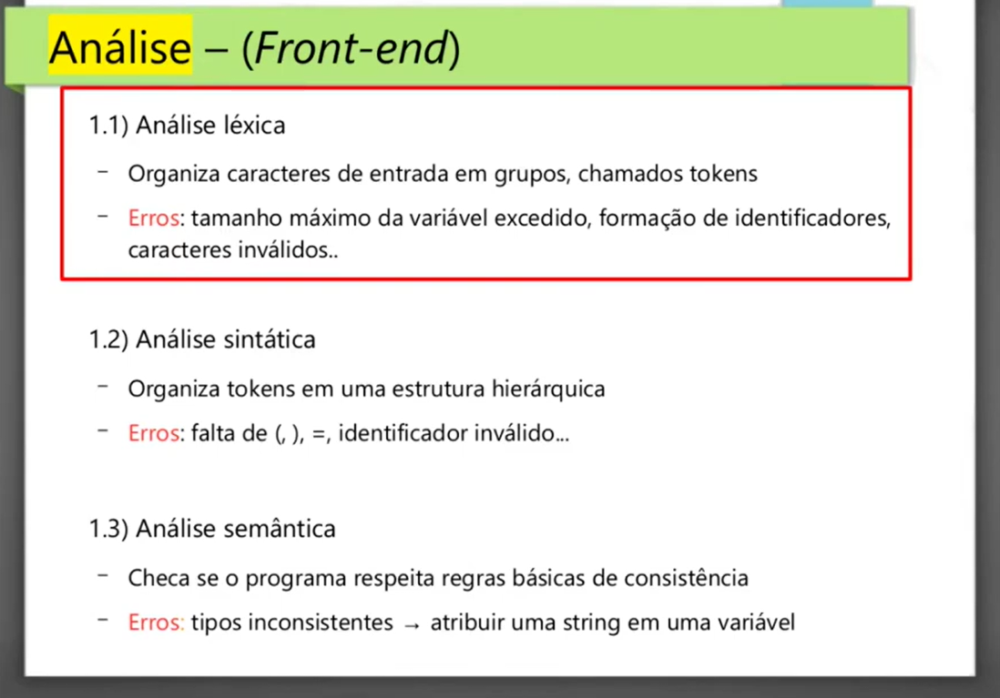 Análise – (Front-end)
1.1) Análise léxica
– Organiza caracteres de entrada em grupos, chamados tokens
– Erros: tamanho máximo da variável excedido, formação de identificadores,
caracteres inválidos..
1.2) Análise sintática
– Organiza tokens em uma estrutura hierárquica
– Erros: falta de (, ), =, identificador inválido...
1.3) Análise semântica
– Checa se o programa respeita regras básicas de consistência
– Erros: tipos inconsistentes → atribuir uma string em uma variável